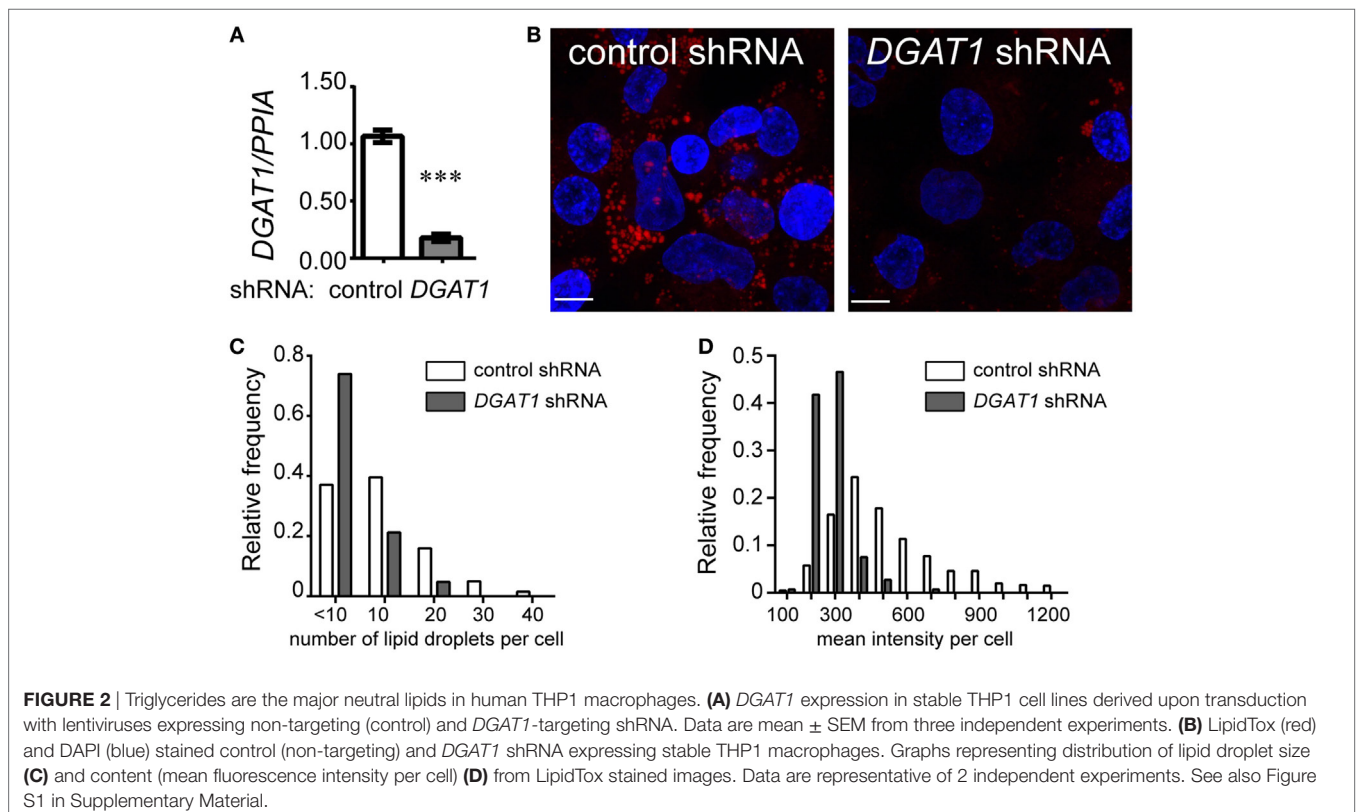 A
DGAT1/PPIA
1.50
1.00
0.50
0.00
***
shRNA: control DGAT1
B
control shRNA
DGAT1 shRNA
C
Relative frequency
0.8
0.6
0.4
0.2
0
control shRNA
DGAT1 shRNA
<10 10 20 30 40
number of lipid droplets per cell
D
Relative frequency
0.5
0.4
0.3
0.2
0.1
0
control shRNA
DGAT1 shRNA
100 300 600 900 1200
mean intensity per cell
FIGURE 2 | Triglycerides are the major neutral lipids in human THP1 macrophages. (A) DGAT1 expression in stable THP1 cell lines derived upon transduction
with lentiviruses expressing non-targeting (control) and DGAT1-targeting shRNA. Data are mean ± SEM from three independent experiments. (B) LipidTox (red)
and DAPI (blue) stained control (non-targeting) and DGAT1 shRNA expressing stable THP1 macrophages. Graphs representing distribution of lipid droplet size
(C) and content (mean fluorescence intensity per cell) (D) from LipidTox stained images. Data are representative of 2 independent experiments. See also Figure
S1 in Supplementary Material.